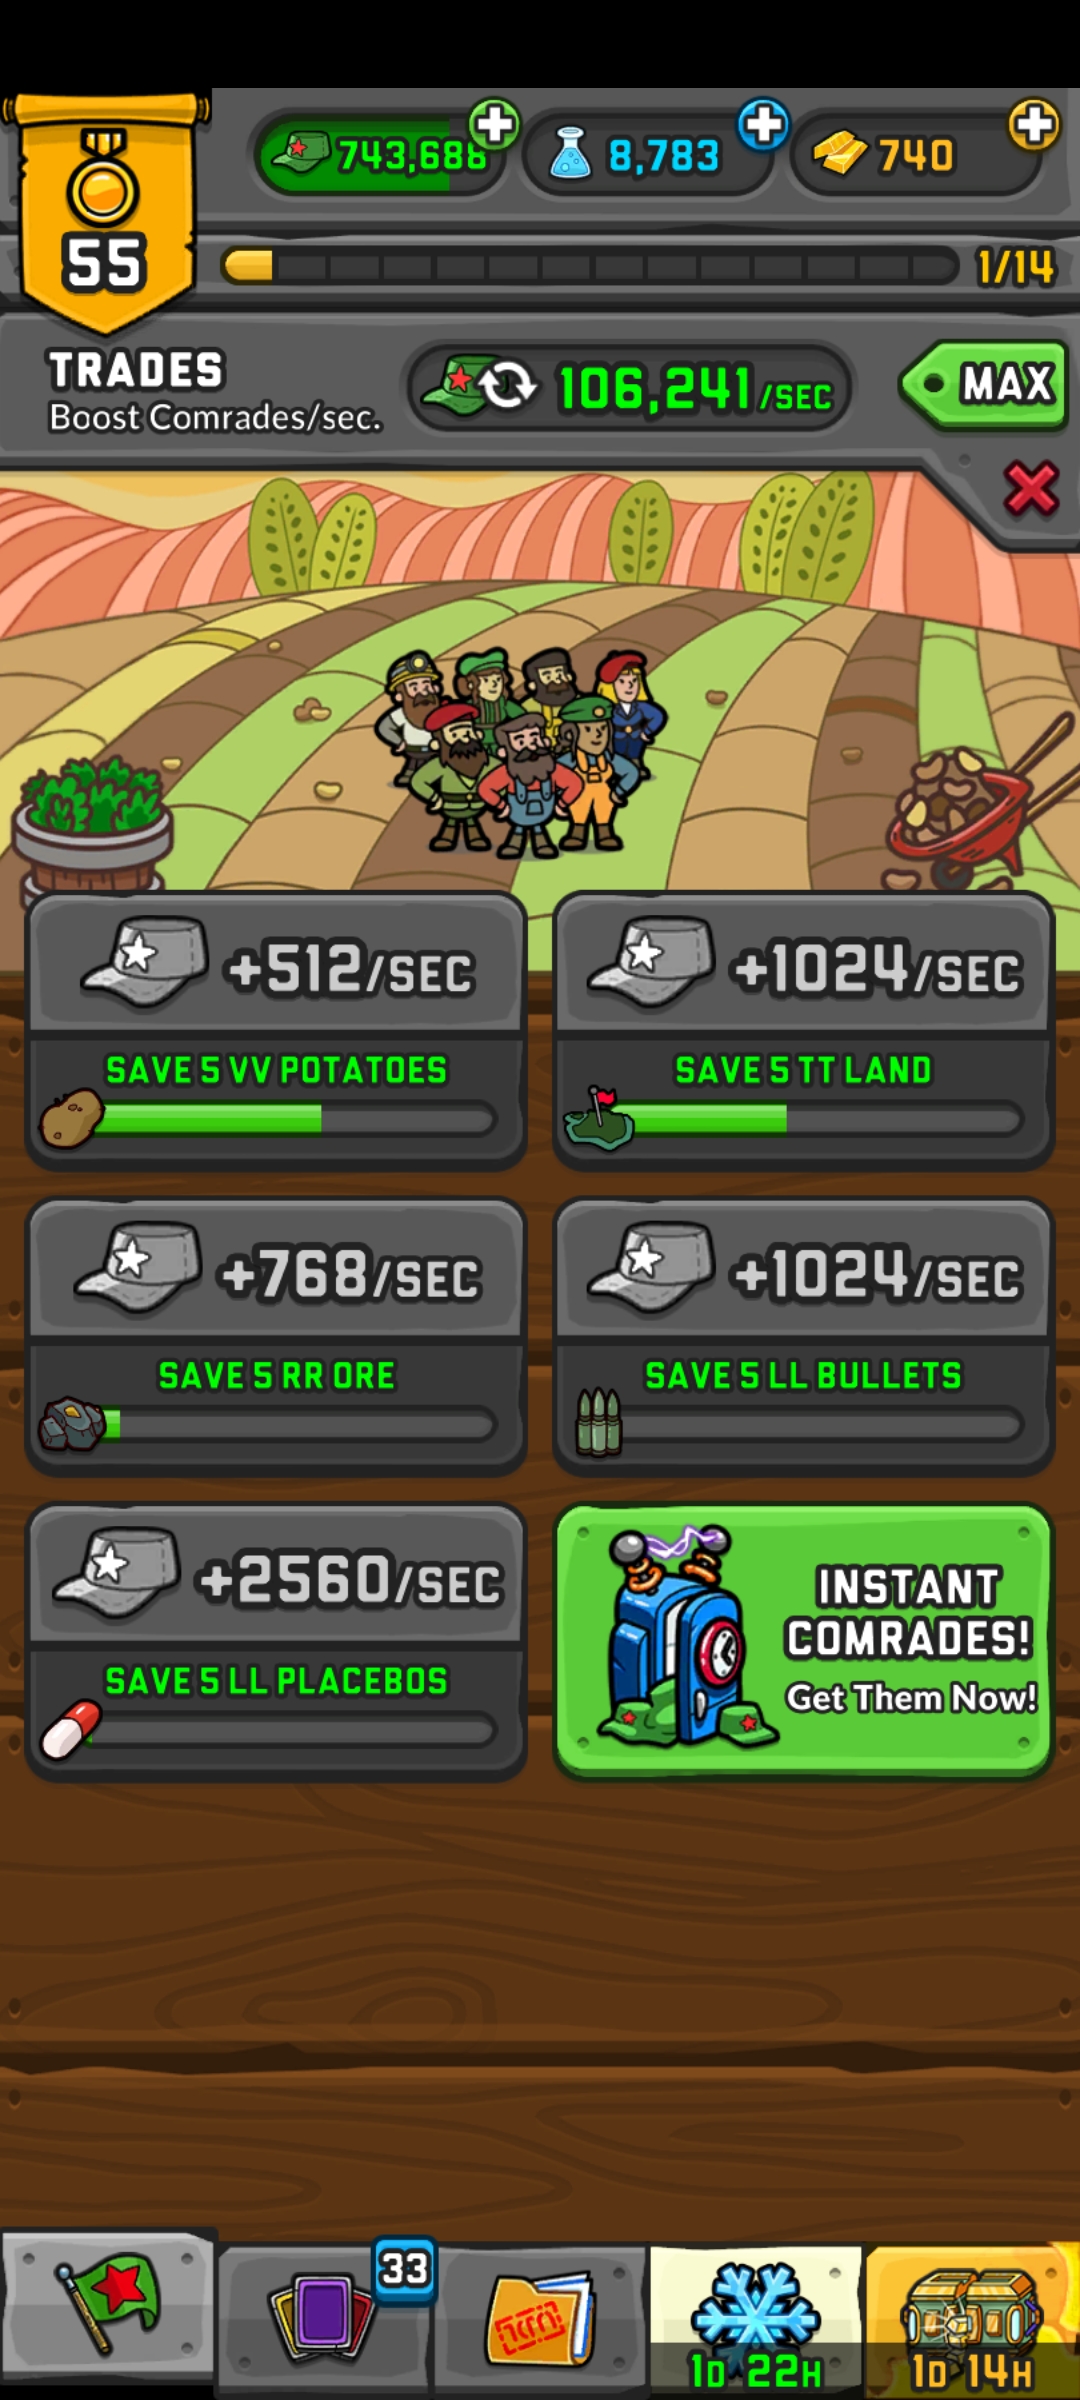 743,688
8,783
740
55
1/14
TRADES
Boost Comrades/sec.
106,241/SEC
MAX
+512/SEC
+1024/SEC
SAVE 5 VV POTATOES
SAVE 5 TT LAND
+768/SEC
+1024/SEC
SAVE 5 RR ORE
SAVE 5 LL BULLETS
+2560/SEC
SAVE 5 LL PLACEBOS
INSTANT
COMRADES!
Get Them Now!
33
1D 22H
1D 14H